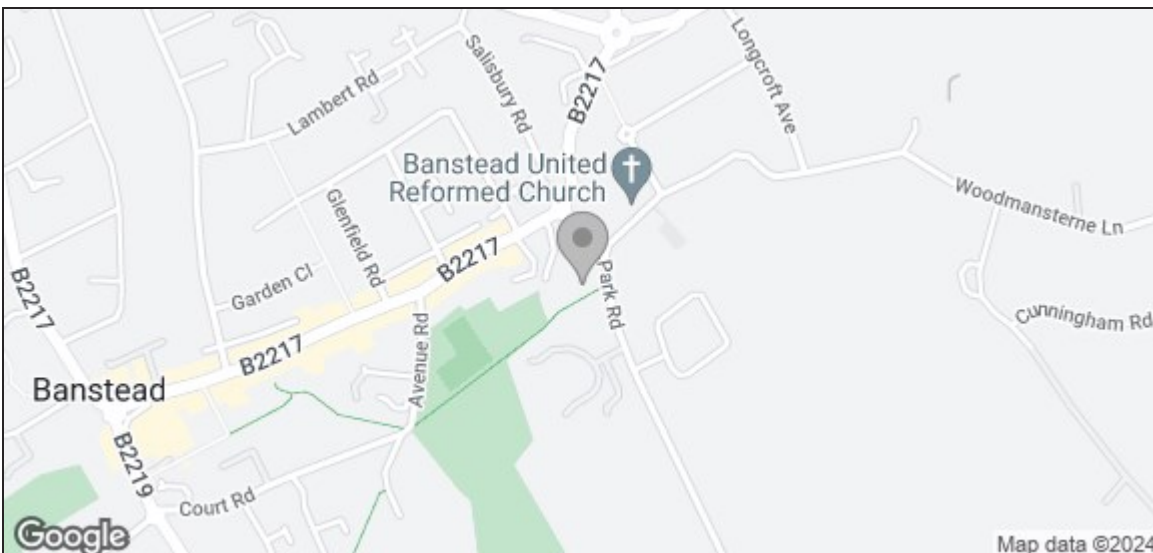 Lambert Rd
Salisbury Rd
B2217
Longcroft Ave
Banstead United
Reformed Church
Woodmansterne Ln
Glenfield Rd
Garden Cl
B2217
B2217
Park Rd
Cunningham Rd
B2217
Avenue Rd
Banstead
B2219
Court Rd
Google
Map data ©2024